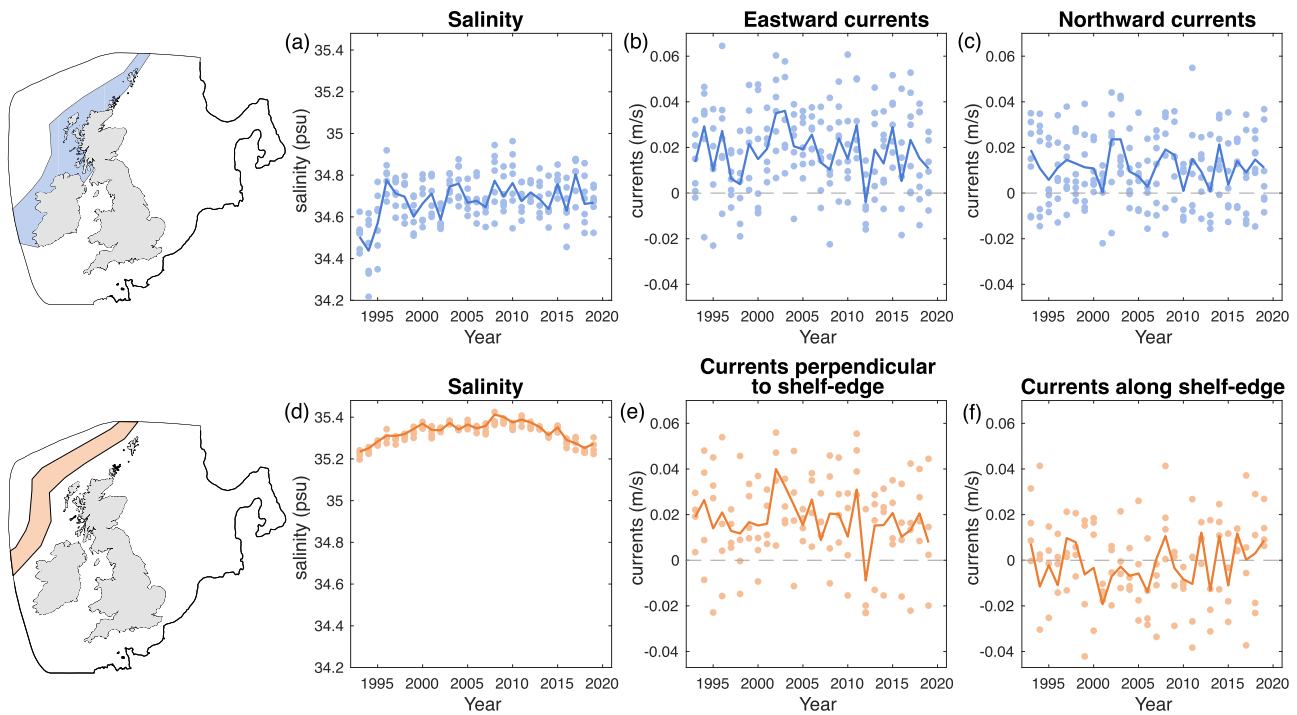 Salinity
Eastward currents
Northward currents
(a)
(b)
(c)
35.4
35.2
35
34.8
34.6
34.4
34.2
salinity (psu)
1995 2000 2005 2010 2015 2020
Year
0.06
0.04
0.02
0
-0.02
-0.04
currents (m/s)
1995 2000 2005 2010 2015 2020
Year
0.06
0.04
0.02
0
-0.02
-0.04
currents (m/s)
1995 2000 2005 2010 2015 2020
Year
Salinity
Currents perpendicular
to shelf-edge
Currents along shelf-edge
(d)
(e)
(f)
35.4
35.2
35
34.8
34.6
34.4
34.2
salinity (psu)
1995 2000 2005 2010 2015 2020
Year
0.06
0.04
0.02
0
-0.02
-0.04
currents (m/s)
1995 2000 2005 2010 2015 2020
Year
0.06
0.04
0.02
0
-0.02
-0.04
currents (m/s)
1995 2000 2005 2010 2015 2020
Year